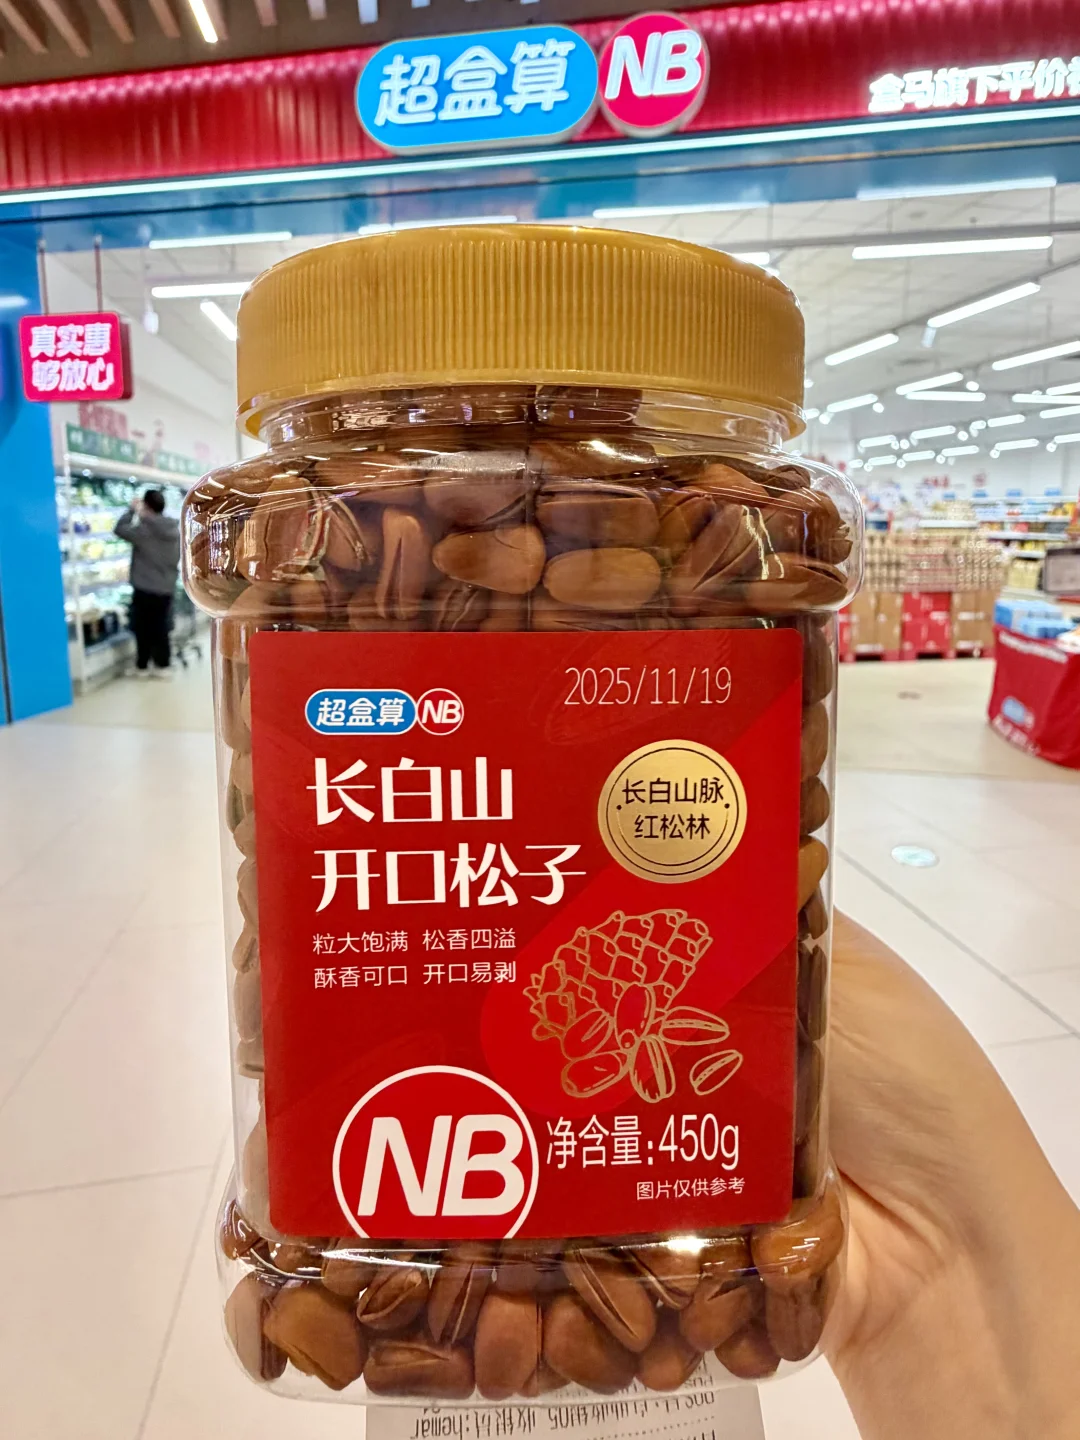 超盒算 NB
盒马旗下平价
真实惠
够放心
2025/11/19
超盒算 NB
长白山
开口松子
长白山脉
红松林
粒大饱满 松香四溢
酥香可口 开口易剥
NB
净含量:450g
图片仅供参考